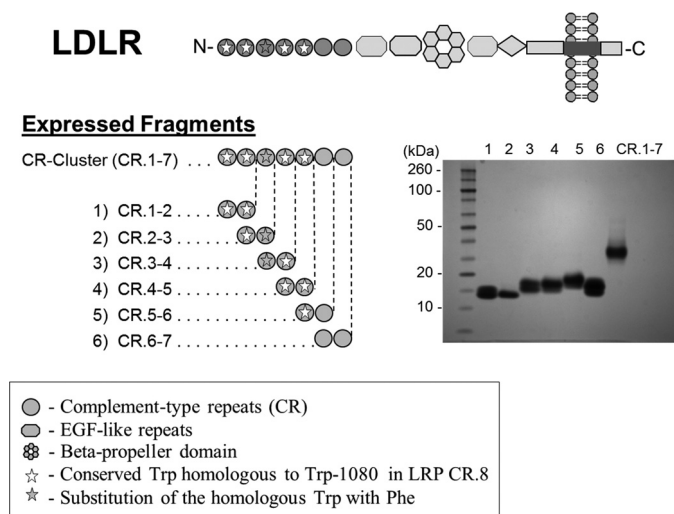 LDLR
N-
-C
Expressed Fragments
CR-Cluster (CR.1-7) . . .
1) CR.1-2 . . . . . . .
2) CR.2-3 . . . . . . . . .
3) CR.3-4 . . . . . . . . . . .
4) CR.4-5 . . . . . . . . . . . . .
5) CR.5-6 . . . . . . . . . . . . . . .
6) CR.6-7 . . . . . . . . . . . . . . . . .
(kDa) 1 2 3 4 5 6 CR.1-7
260 -
100 -
50 -
20 -
10 -
- Complement-type repeats (CR)
- EGF-like repeats
- Beta-propeller domain
- Conserved Trp homologous to Trp-1080 in LRP CR.8
- Substitution of the homologous Trp with Phe